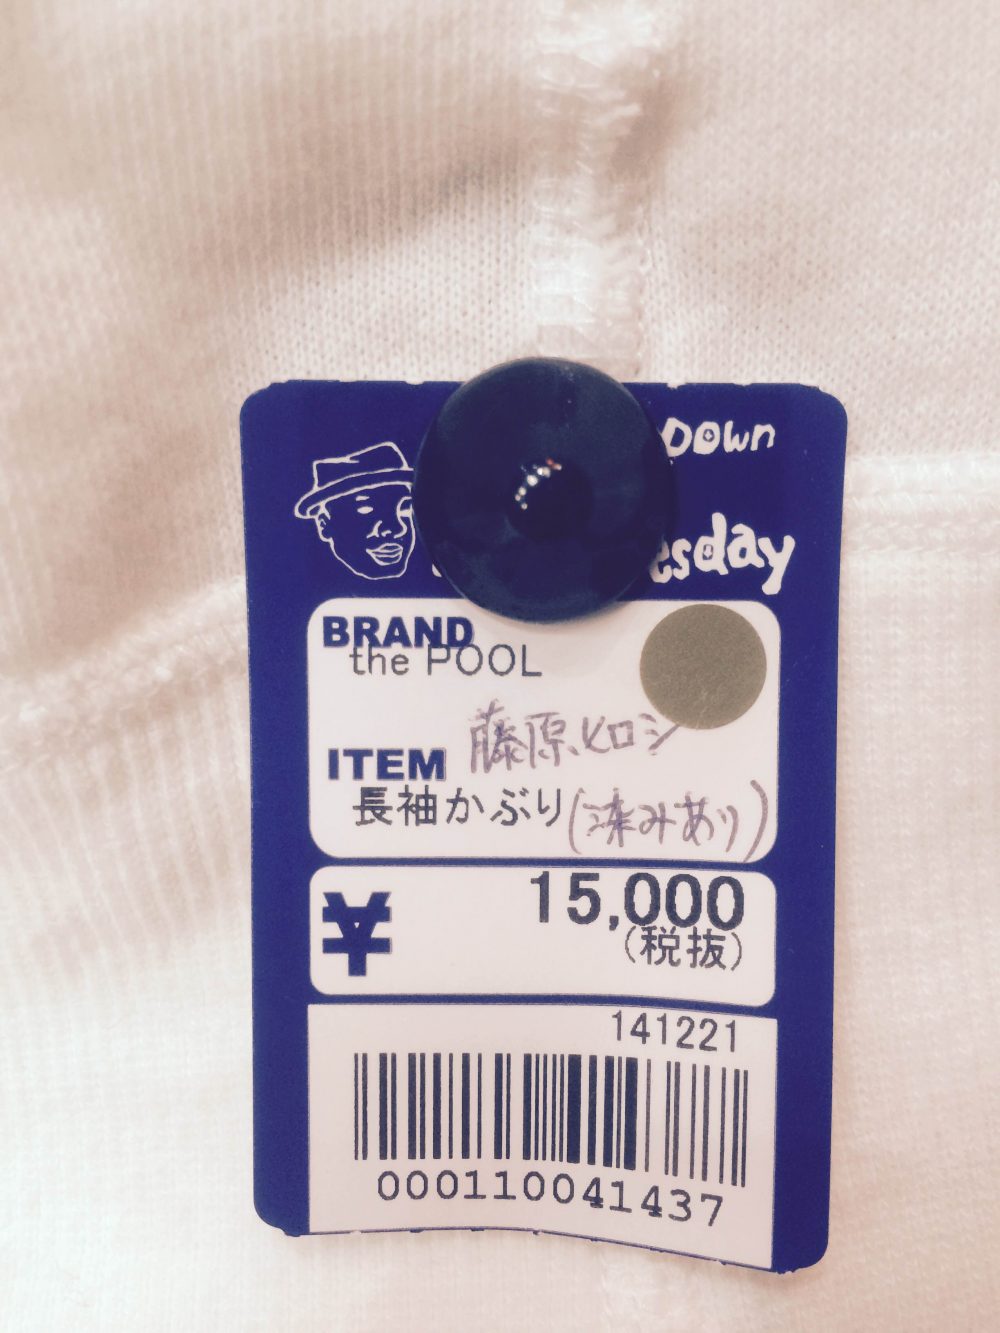 Down
esday
BRAND
the POOL
藤原ヒロシ
ITEM
長袖かぶり(染みあり)
¥ 15,000
(税抜)
141221
000110041437